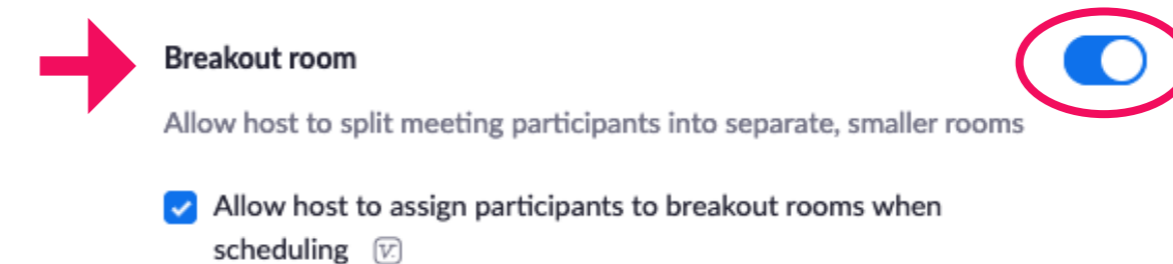 Breakout room
Allow host to split meeting participants into separate, smaller rooms
Allow host to assign participants to breakout rooms when
scheduling V.